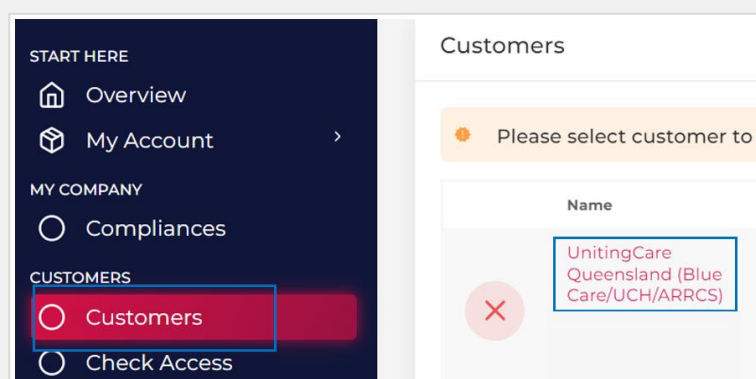 START HERE
Overview
My Account
MY COMPANY
Compliances
CUSTOMERS
Customers
Check Access
Customers
Please select customer to
Name
UnitingCare
Queensland (Blue
Care/UCH/ARRCS)